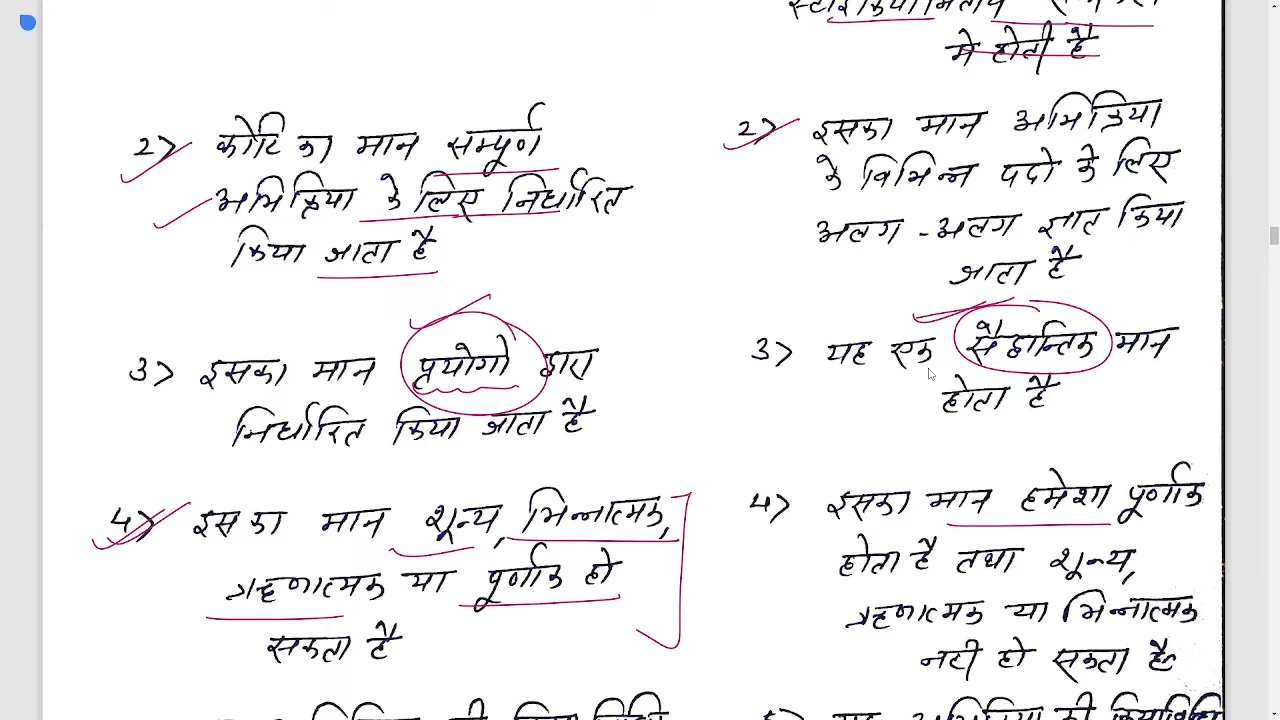 में होती है
2> कोटि का मान सम्पूर्ण
अभिक्रिया के लिए निर्धारित
किया जाता है
3> इसका मान प्रयोगो द्वारा
निर्धारित किया जाता है
4> इसका मान शून्य, भिन्नात्मक,
ऋणात्मक या पूर्णांक हो
सकता है
2> इसका मान अभिक्रिया
के विभिन्न पदो के लिए
अलग-अलग ज्ञात किया
जाता है
3> यह एक सैद्धान्तिक मान
होता है
4> इसका मान हमेशा पूर्णांक
होता है तथा शून्य,
ऋणात्मक या भिन्नात्मक
नही हो सकता है